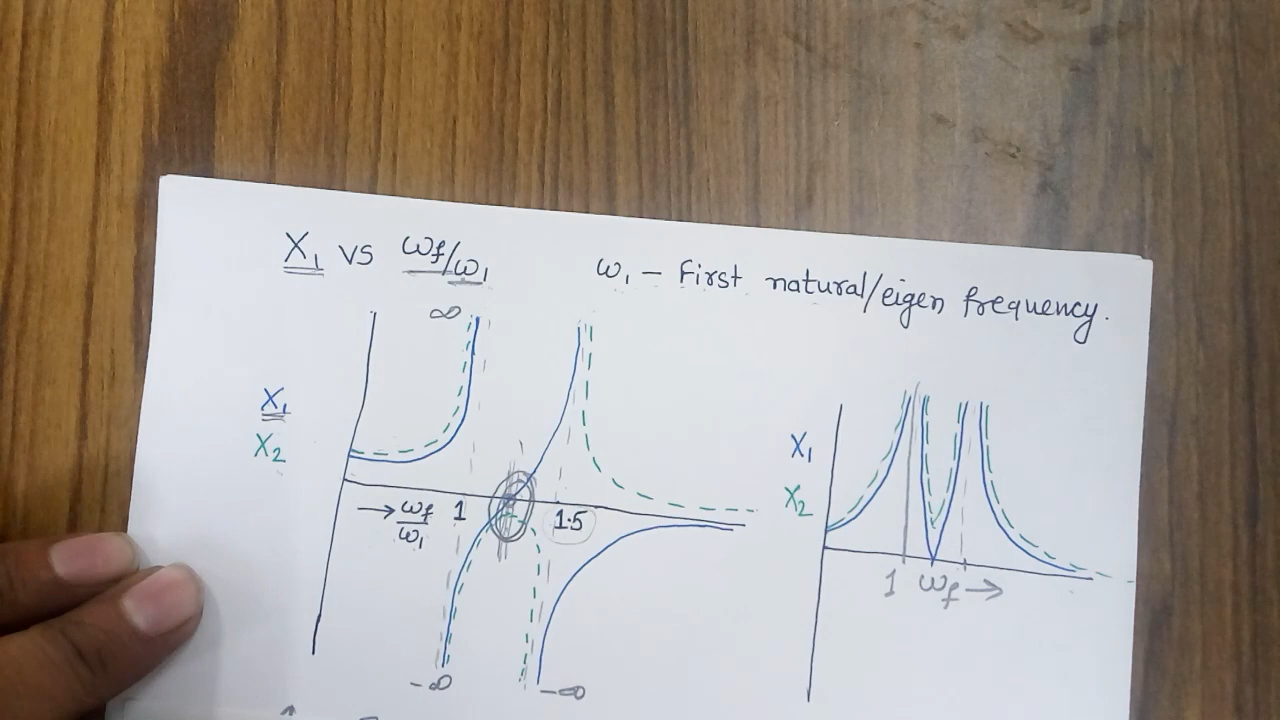 X₁ vs ωf/ω₁
ω₁ – First natural/eigen frequency.
∞
X₁
X₂
→ ωf/ω₁ 1 1.5
-∞ -∞
X₁
X₂
1 ωf →